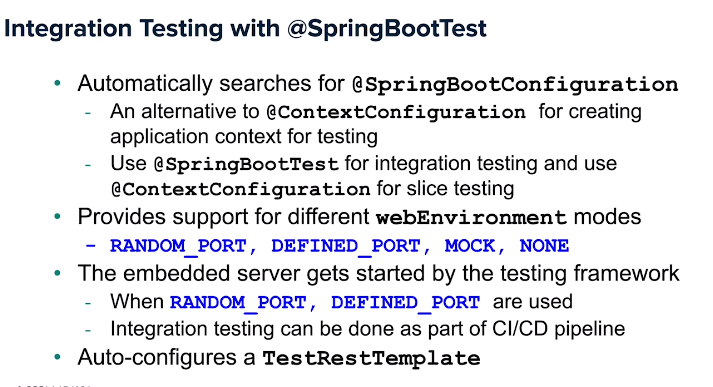 Integration Testing with @SpringBootTest
• Automatically searches for @SpringBootConfiguration
- An alternative to @ContextConfiguration for creating
application context for testing
- Use @SpringBootTest for integration testing and use
@ContextConfiguration for slice testing
• Provides support for different webEnvironment modes
- RANDOM_PORT, DEFINED_PORT, MOCK, NONE
• The embedded server gets started by the testing framework
- When RANDOM_PORT, DEFINED_PORT are used
- Integration testing can be done as part of CI/CD pipeline
• Auto-configures a TestRestTemplate